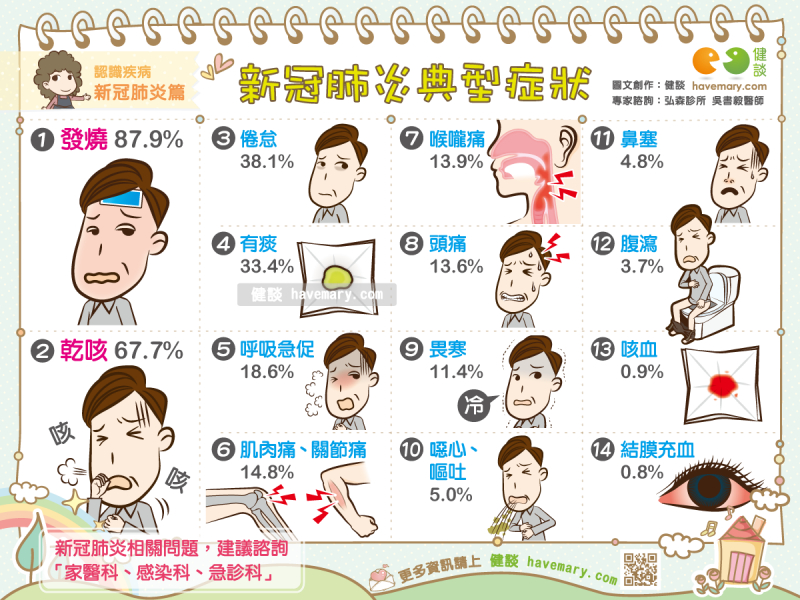 認識疾病
新冠肺炎篇
新冠肺炎典型症狀
健談
圖文創作：健談 havemary.com
專家諮詢：弘森診所 吳書毅醫師
1 發燒 87.9%
2 乾咳 67.7%
咳
咳
3 倦怠
38.1%
4 有痰
33.4%
健談 havemary.com
5 呼吸急促
18.6%
6 肌肉痛、關節痛
14.8%
7 喉嚨痛
13.9%
8 頭痛
13.6%
9 畏寒
11.4%
冷
10 噁心、
嘔吐
5.0%
11 鼻塞
4.8%
12 腹瀉
3.7%
13 咳血
0.9%
14 結膜充血
0.8%
新冠肺炎相關問題，建議諮詢
「家醫科、感染科、急診科」
更多資訊請上 健談 havemary.com